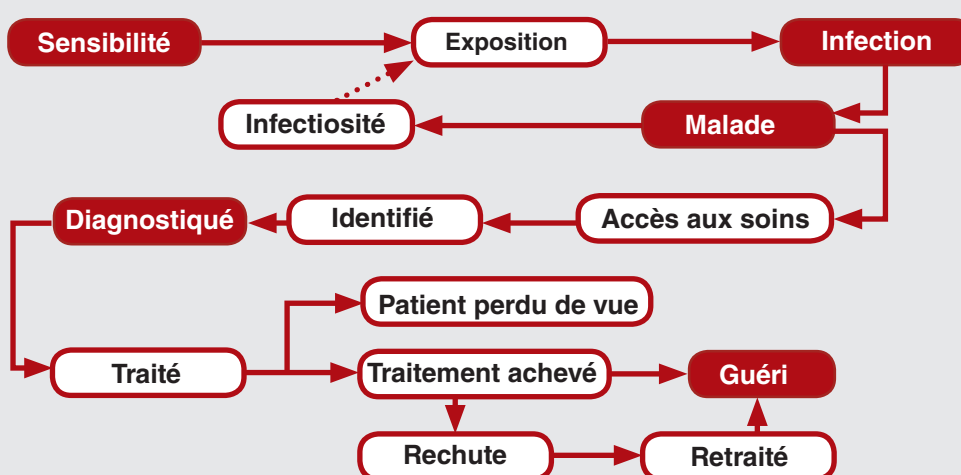 Sensibilité
Exposition
Infection
Infectiosité
Malade
Diagnostiqué
Identifié
Accès aux soins
Patient perdu de vue
Traité
Traitement achevé
Guéri
Rechute
Retraité